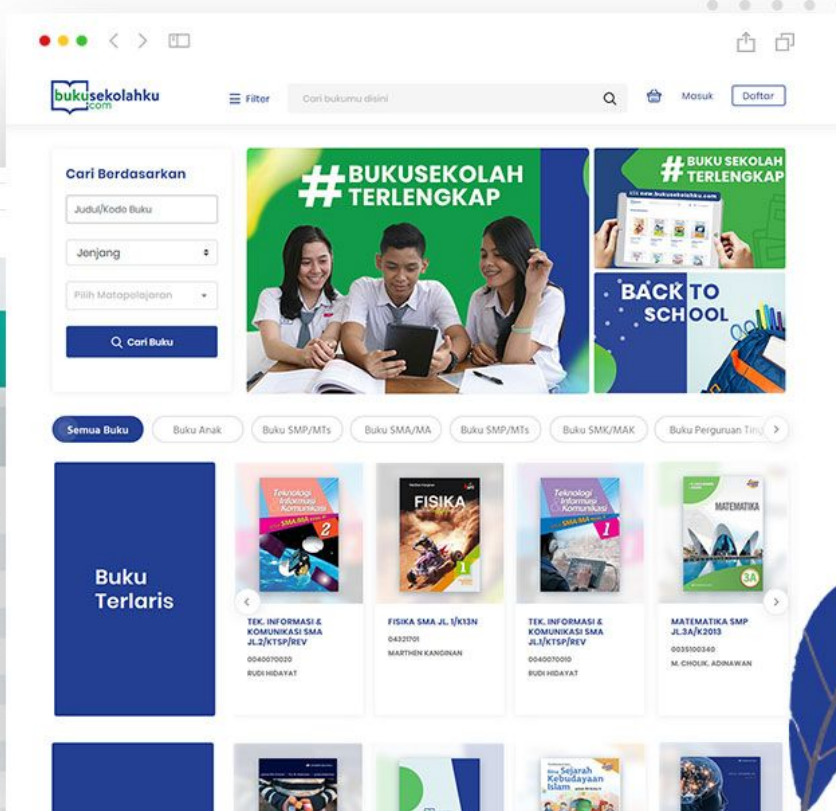 bukusekolahku
.com
Filter
Cari bukumu disini
Masuk
Daftar
Cari Berdasarkan
Judul/Kode Buku
Jenjang
Pilih Matapelajaran
Cari Buku
# BUKUSEKOLAH
TERLENGKAP
# BUKU SEKOLAH
TERLENGKAP
Klik www.bukusekolahku.com
BACK TO
SCHOOL
Semua Buku
Buku Anak
Buku SMP/MTs
Buku SMA/MA
Buku SMP/MTs
Buku SMK/MAK
Buku Perguruan Ting
Buku
Terlaris
Teknologi
Informasi
& Komunikasi
2
FISIKA
1
Teknologi
Informasi
& Komunikasi
1
MATEMATIKA
3A
TEK. INFORMASI &
KOMUNIKASI SMA
JL.2/KTSP/REV
0040070020
RUDI HIDAYAT
FISIKA SMA JL. 1/K13N
04321701
MARTHEN KANGINAN
TEK. INFORMASI &
KOMUNIKASI SMA
JL.1/KTSP/REV
0040070010
RUDI HIDAYAT
MATEMATIKA SMP
JL.3A/K2013
0035100340
M. CHOLIK. ADINAWAN
Sejarah
Kebudayaan
Islam